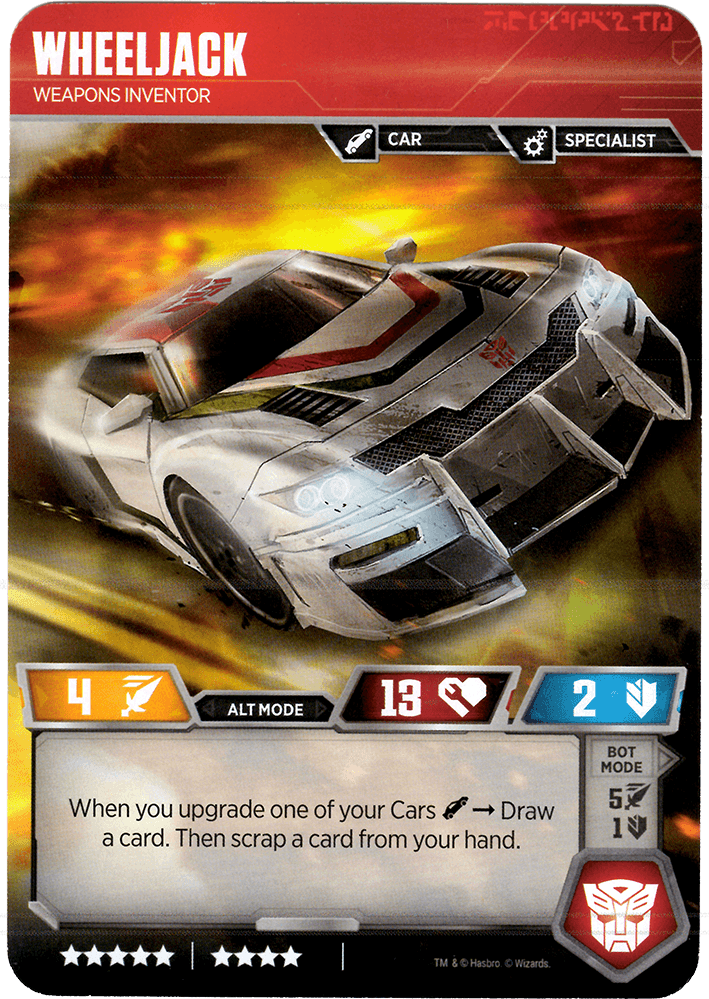 WHEELJACK
WEAPONS INVENTOR
CAR
SPECIALIST
4
ALT MODE
13
2
BOT
MODE
5
1
When you upgrade one of your Cars → Draw
a card. Then scrap a card from your hand.
TM & © Hasbro. © Wizards.